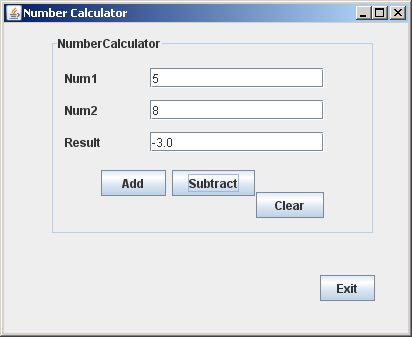 Number Calculator
NumberCalculator
Num1 5
Num2 8
Result -3.0
Add Subtract
Clear
Exit